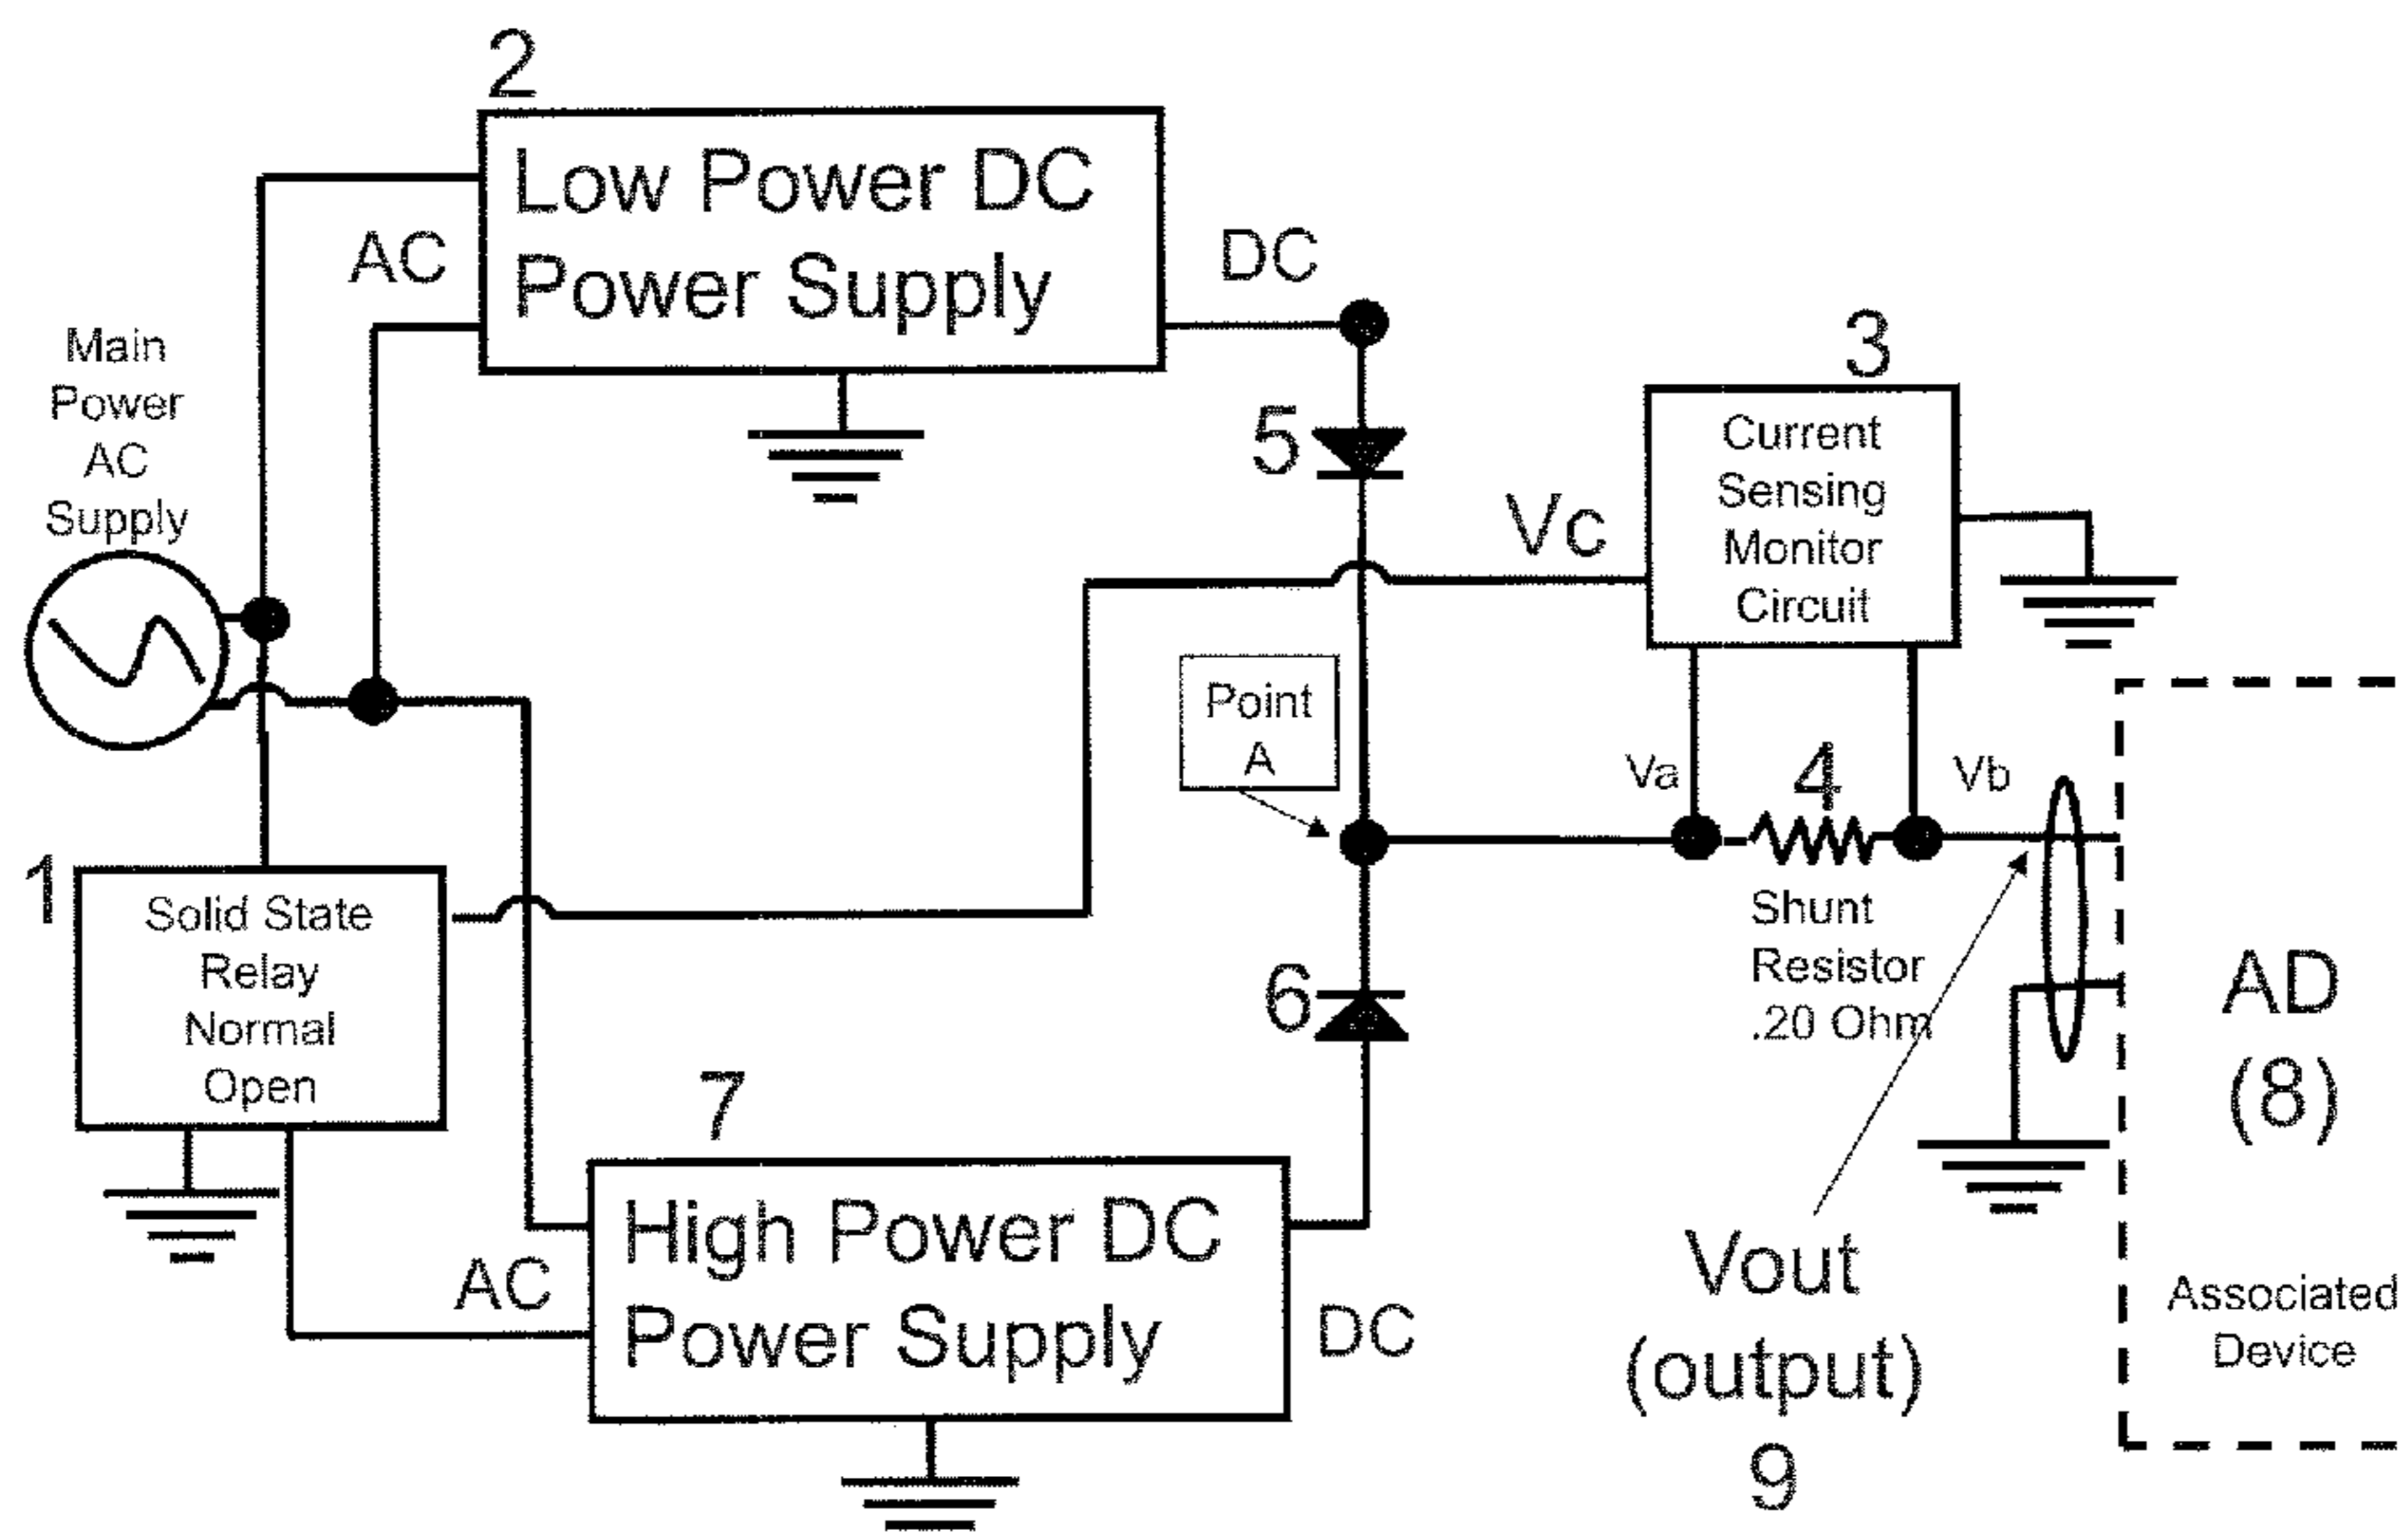 2
Low Power DC
Power Supply
AC
DC
Main
Power
AC
Supply
3
Current
Sensing
Monitor
Circuit
5
Vc
Point
A
Va
4
Vb
Shunt
Resistor
.20 Ohm
1
Solid State
Relay
Normal
Open
6
7
High Power DC
Power Supply
AC
DC
Vout
(output)
9
AD
(8)
Associated
Device